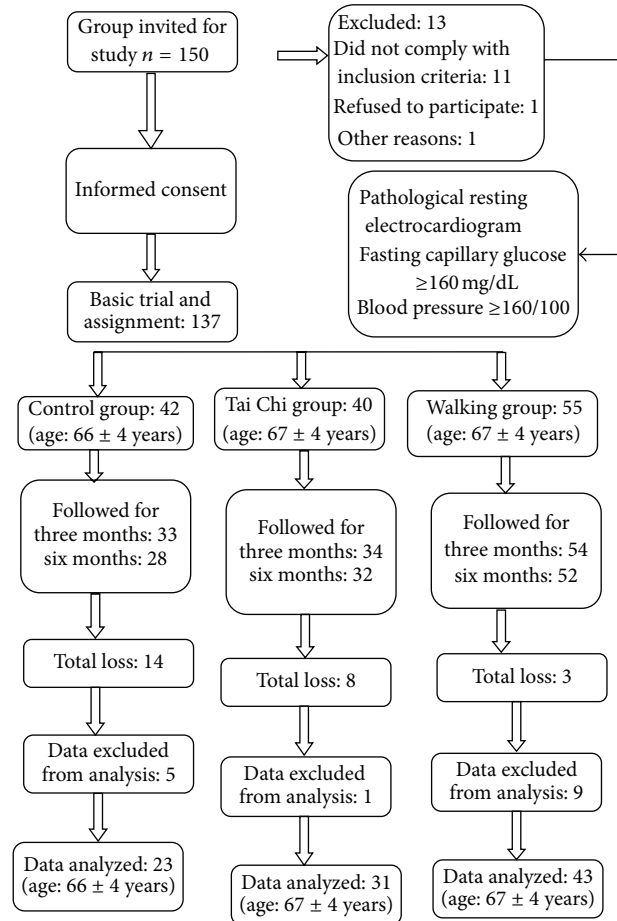 Group invited for
study n = 150
Excluded: 13
Did not comply with
inclusion criteria: 11
Refused to participate: 1
Other reasons: 1
Informed consent
Pathological resting
electrocardiogram
Fasting capillary glucose
≥160 mg/dL
Blood pressure ≥160/100
Basic trial and
assignment: 137
Control group: 42
(age: 66 ± 4 years)
Tai Chi group: 40
(age: 67 ± 4 years)
Walking group: 55
(age: 67 ± 4 years)
Followed for
three months: 33
six months: 28
Followed for
three months: 34
six months: 32
Followed for
three months: 54
six months: 52
Total loss: 14
Total loss: 8
Total loss: 3
Data excluded
from analysis: 5
Data excluded
from analysis: 1
Data excluded
from analysis: 9
Data analyzed: 23
(age: 66 ± 4 years)
Data analyzed: 31
(age: 67 ± 4 years)
Data analyzed: 43
(age: 67 ± 4 years)